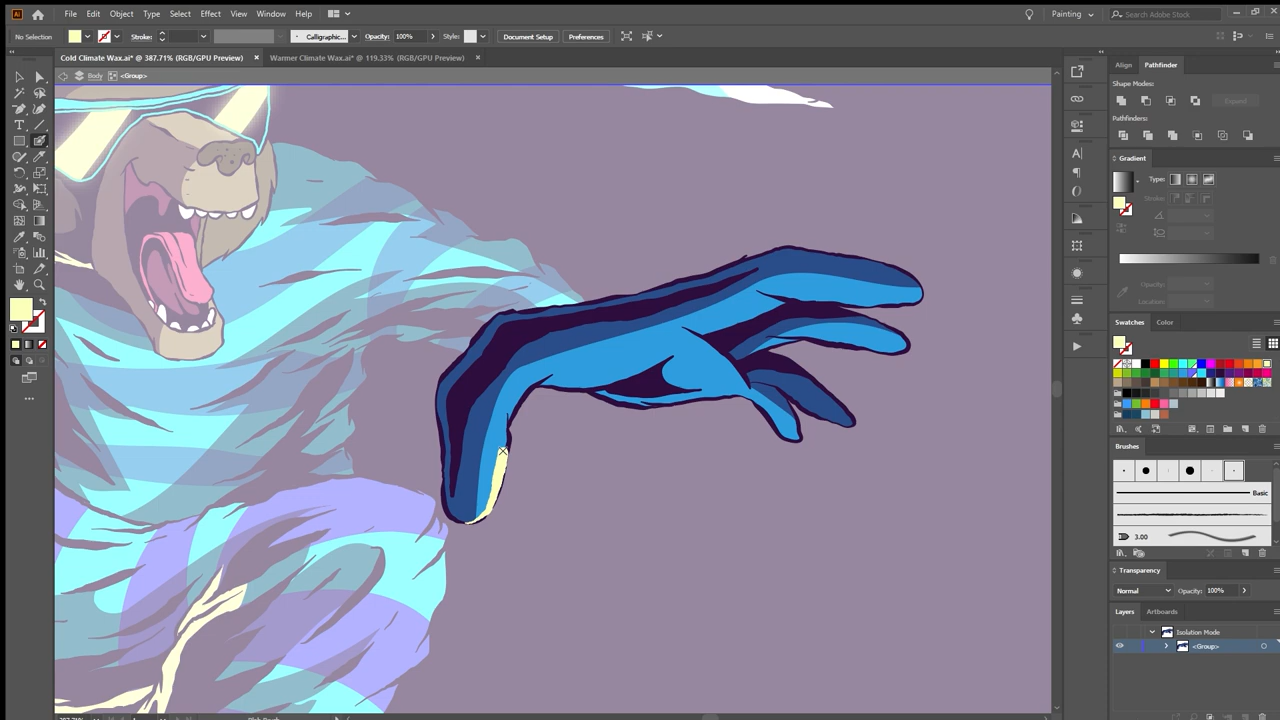 Ai File Edit Object Type Select Effect View Window Help Painting Search Adobe Stock
No Selection Stroke: Calligraphic... Opacity: 100% Style: Document Setup Preferences
Cold Climate Wax.ai* @ 387.71% (RGB/GPU Preview) × Warmer Climate Wax.ai* @ 119.33% (RGB/GPU Preview) ×
Body <Group>
Align Pathfinder
Shape Modes:
Expand
Pathfinders:
Gradient
Type:
Stroke:
Opacity:
Location:
Swatches Color
Brushes
Basic
3.00
Transparency
Normal Opacity: 100%
Layers Artboards
Isolation Mode
<Group>